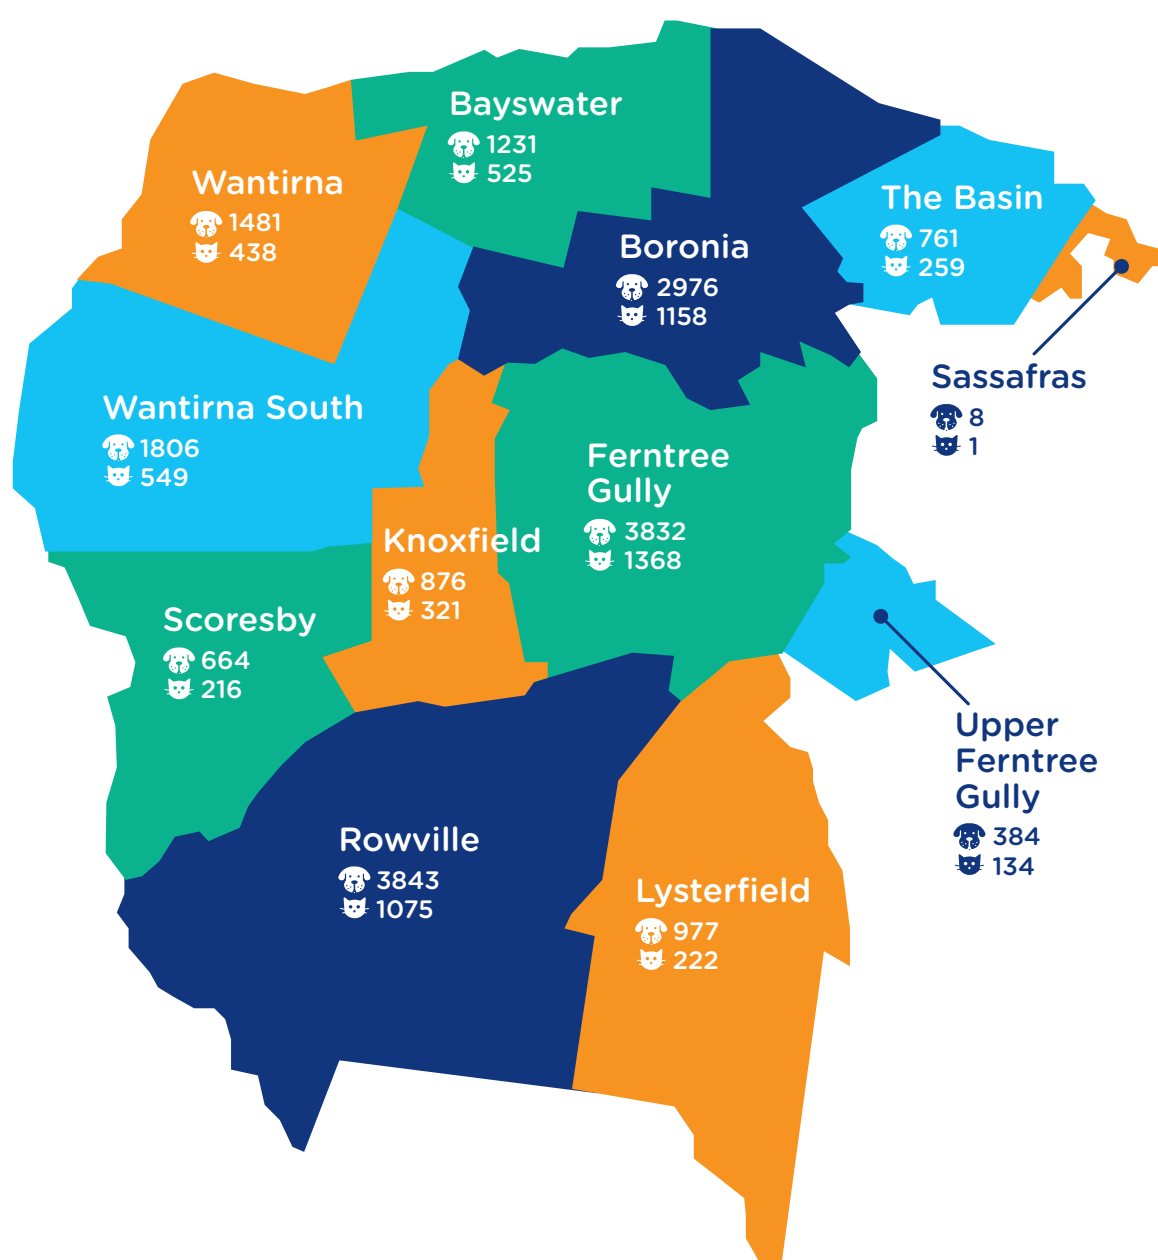 Bayswater
1231
525
Wantirna
1481
438
The Basin
761
259
Boronia
2976
1158
Sassafras
8
1
Wantirna South
1806
549
Ferntree
Gully
3832
1368
Knoxfield
876
321
Scoresby
664
216
Upper
Ferntree
Gully
384
134
Rowville
3843
1075
Lysterfield
977
222